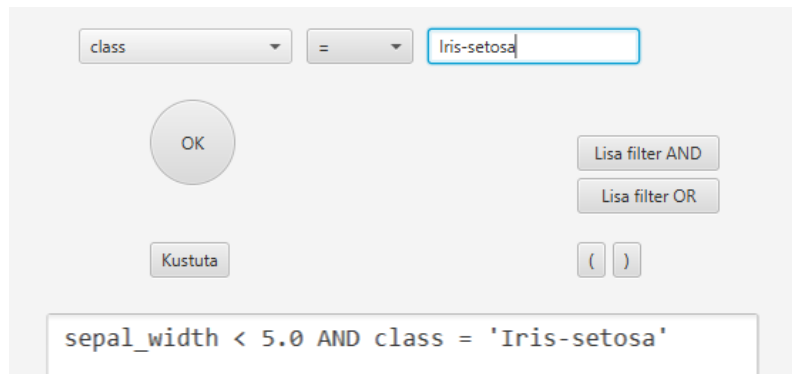 class = Iris-setosa
OK
Lisa filter AND
Lisa filter OR
Kustuta ( )
sepal_width < 5.0 AND class = 'Iris-setosa'